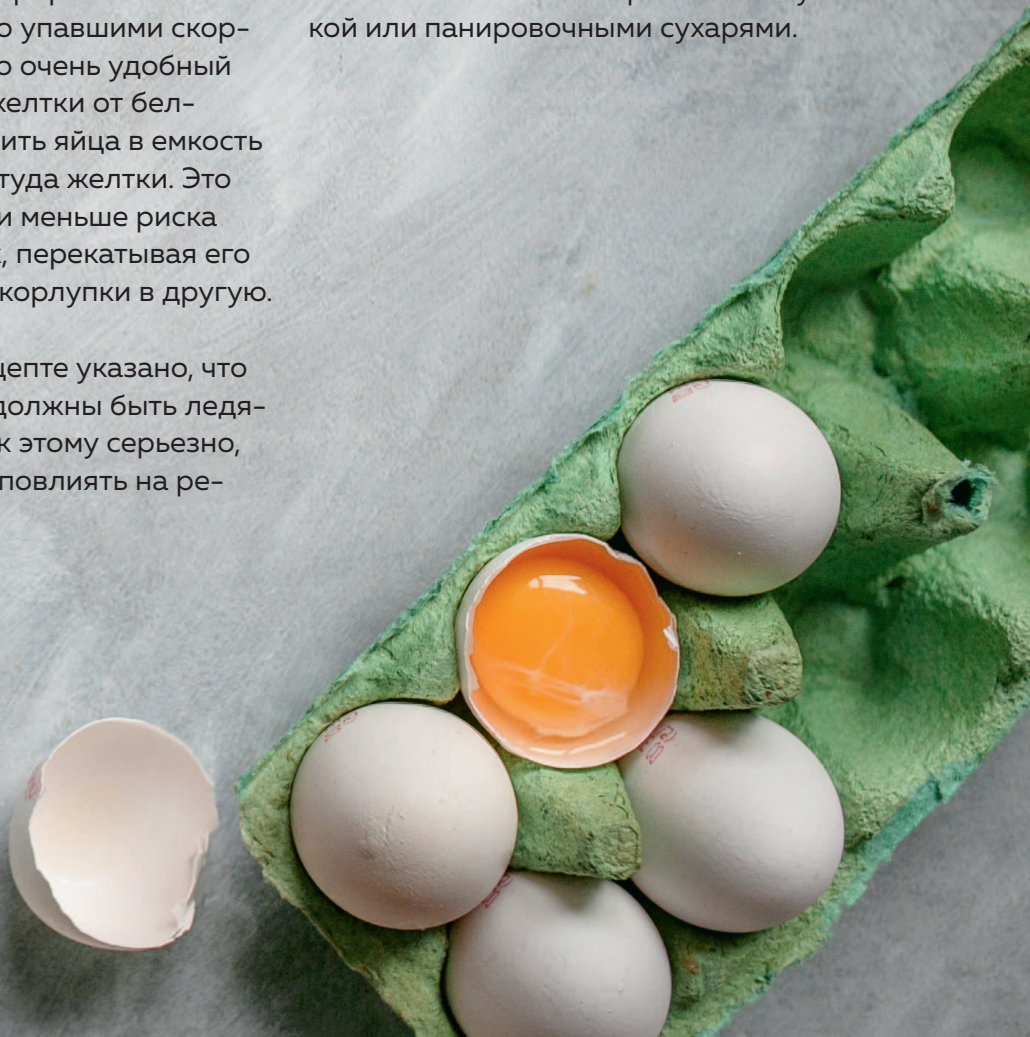 о упавшими скор-
о очень удобный
желтки от бел-
ить яйца в емкость
туда желтки. Это
и меньше риска
, перекатывая его
корлупки в другую.
цепте указано, что
должны быть ледя-
к этому серьезно,
повлиять на ре-
кой или панировочными сухарями.